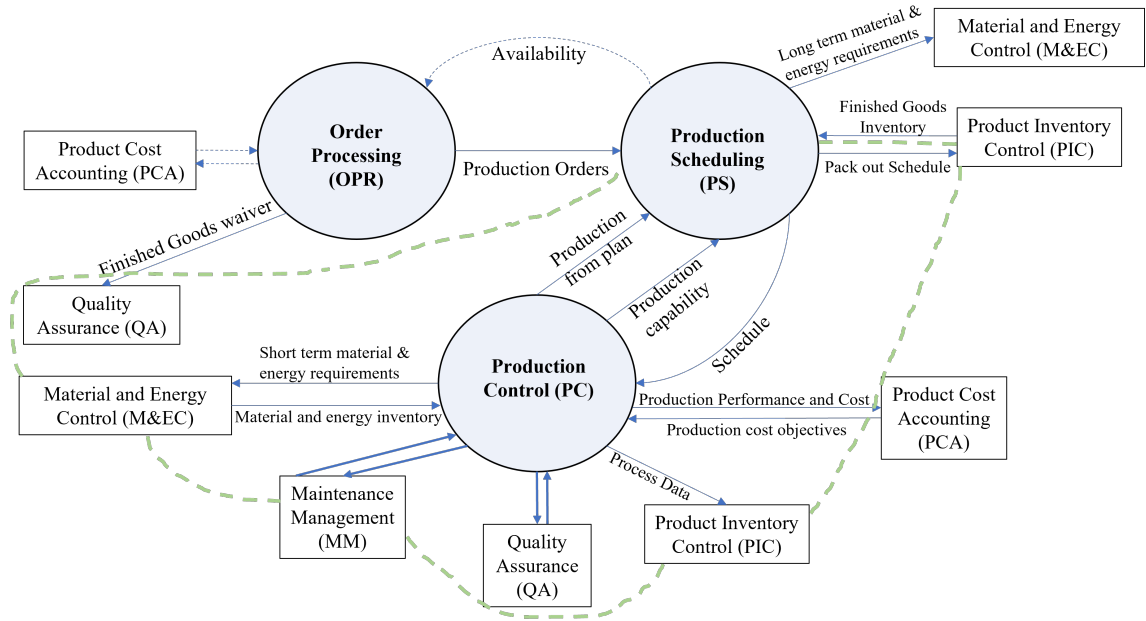 Availability
Long term material &
energy requirements
Material and Energy
Control (M&EC)
Order
Processing
(OPR)
Production
Scheduling
(PS)
Finished Goods
Inventory
Product Inventory
Control (PIC)
Product Cost
Accounting (PCA)
Production Orders
Pack out Schedule
Finished Goods waiver
Production
from plan
Production
capability
Quality
Assurance (QA)
Schedule
Short term material &
energy requirements
Production
Control (PC)
Material and Energy
Control (M&EC)
Material and energy inventory
Production Performance and Cost
Production cost objectives
Product Cost
Accounting
(PCA)
Process Data
Maintenance
Management
(MM)
Quality
Assurance
(QA)
Product Inventory
Control (PIC)